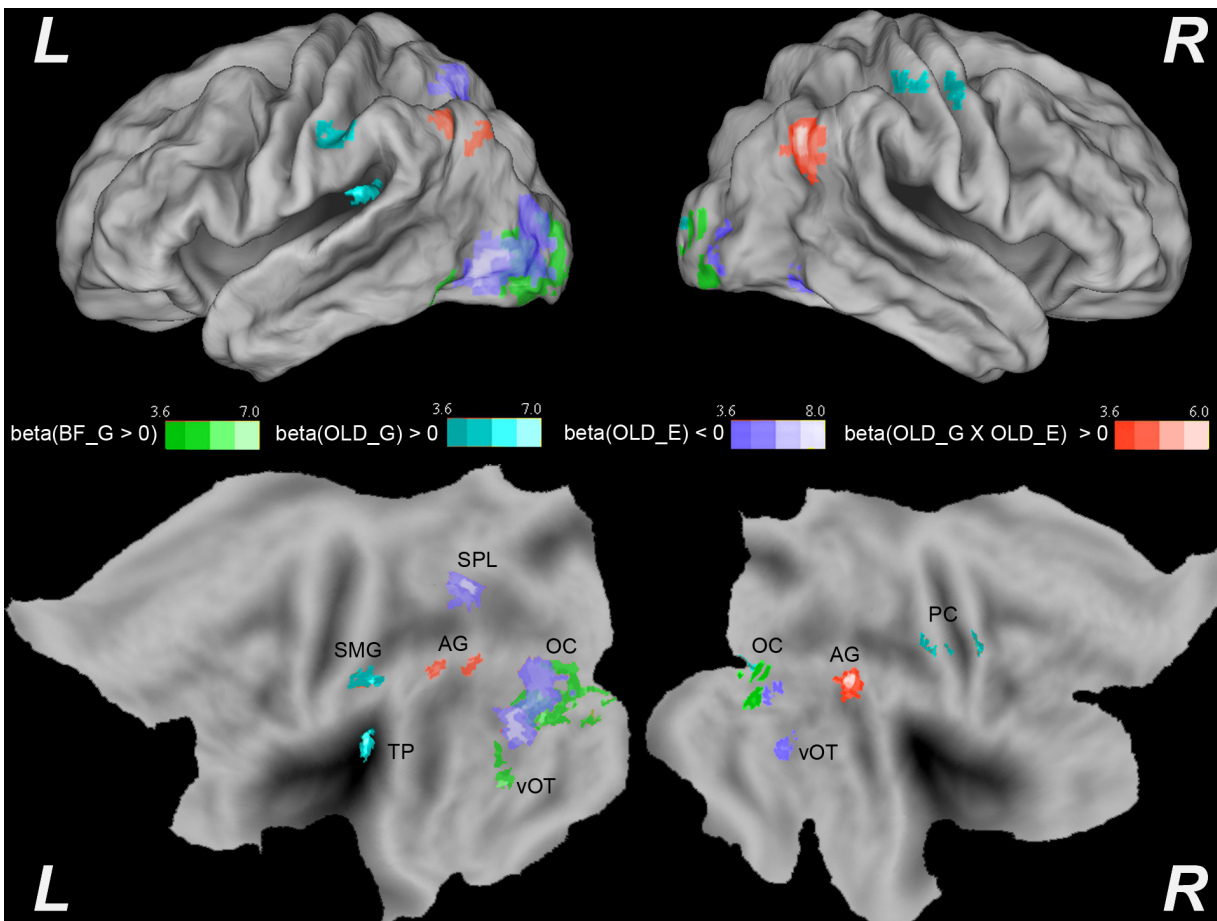 L R
3.6 7.0 3.6 7.0 3.6 8.0 3.6 6.0
beta(BF_G > 0) beta(OLD_G) > 0 beta(OLD_E) < 0 beta(OLD_G X OLD_E) > 0
SPL
SMG AG OC
TP
vOT
PC
OC AG
vOT
L R